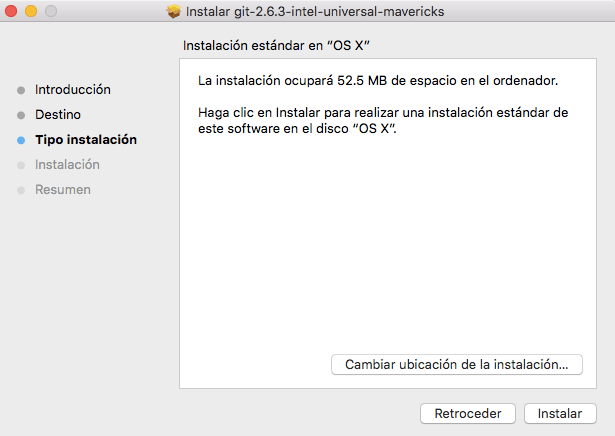 Instalar git-2.6.3-intel-universal-mavericks
Instalación estándar en “OS X”
Introducción
Destino
Tipo instalación
Instalación
Resumen
La instalación ocupará 52.5 MB de espacio en el ordenador.
Haga clic en Instalar para realizar una instalación estándar de
este software en el disco “OS X”.
Cambiar ubicación de la instalación...
Retroceder
Instalar